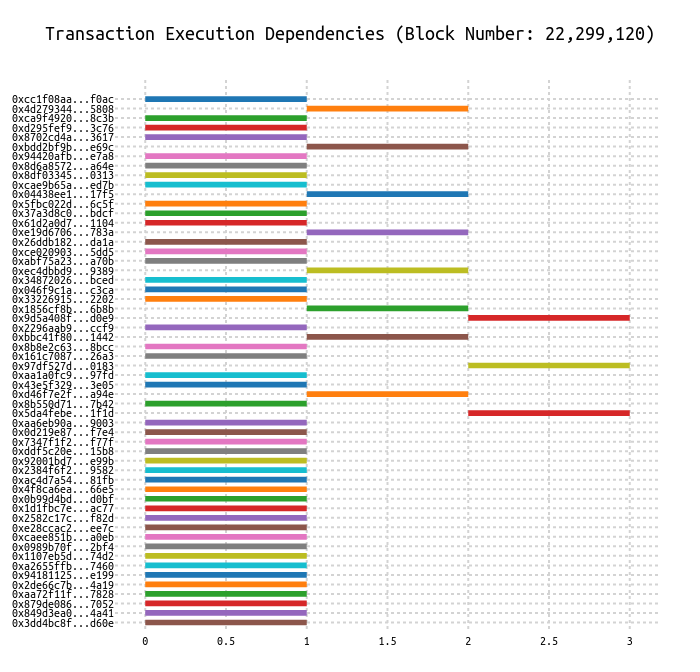 Transaction Execution Dependencies (Block Number: 22,299,120)
0xcc1f08aa...f0ac
0x4d279344...5808
0xca9f4920...8c3b
0xd295fef9...3c76
0x8702cd4a...3617
0xbdd2bf9b...e69c
0x94420afb...e7a8
0x8d6a8572...a64e
0x8df03345...0313
0xcae9b65a...ed7b
0x04438ee1...17f5
0x5fbc022d...6c5f
0x37a3d8c0...bdcf
0x61d2a0d7...1104
0xe19d6706...783a
0x26ddb182...da1a
0xce020903...5dd5
0xabf75a23...a70b
0xec4dbbd9...9389
0x34872026...bced
0x046f9c1a...c3ca
0x33226915...2202
0x1856cf8b...6b8b
0x9d5a408f...d0e9
0x2296aab9...ccf9
0xbbc41f80...1442
0x8b8e2c63...8bcc
0x161c7087...26a3
0x97df527d...0183
0xaa1a0fc9...97fd
0x43e5f329...3e05
0xd46f7e2f...a94e
0x8b550d71...7b42
0x5da4febe...1f1d
0xaa6eb90a...9003
0x0d219e87...f7e4
0x7347f1f2...f77f
0xddf5c20e...15b8
0x92001bd7...e99b
0x2384f6f2...9582
0xac4d7a54...81fb
0x4f8ca6ea...66e5
0x0b99d4bd...d0bf
0x1d1fbc7e...ac77
0x2582c17c...f82d
0xe28ccac2...ee7c
0xcaee851b...a0eb
0x0989b70f...2bf4
0x1107eb5d...74d2
0xa2655ffb...7460
0x94181125...e199
0x2de66c7b...4a19
0xaa72f11f...7828
0x879de086...7052
0x849d3ea0...4a41
0x3dd4bc8f...d60e
0 0.5 1 1.5 2 2.5 3